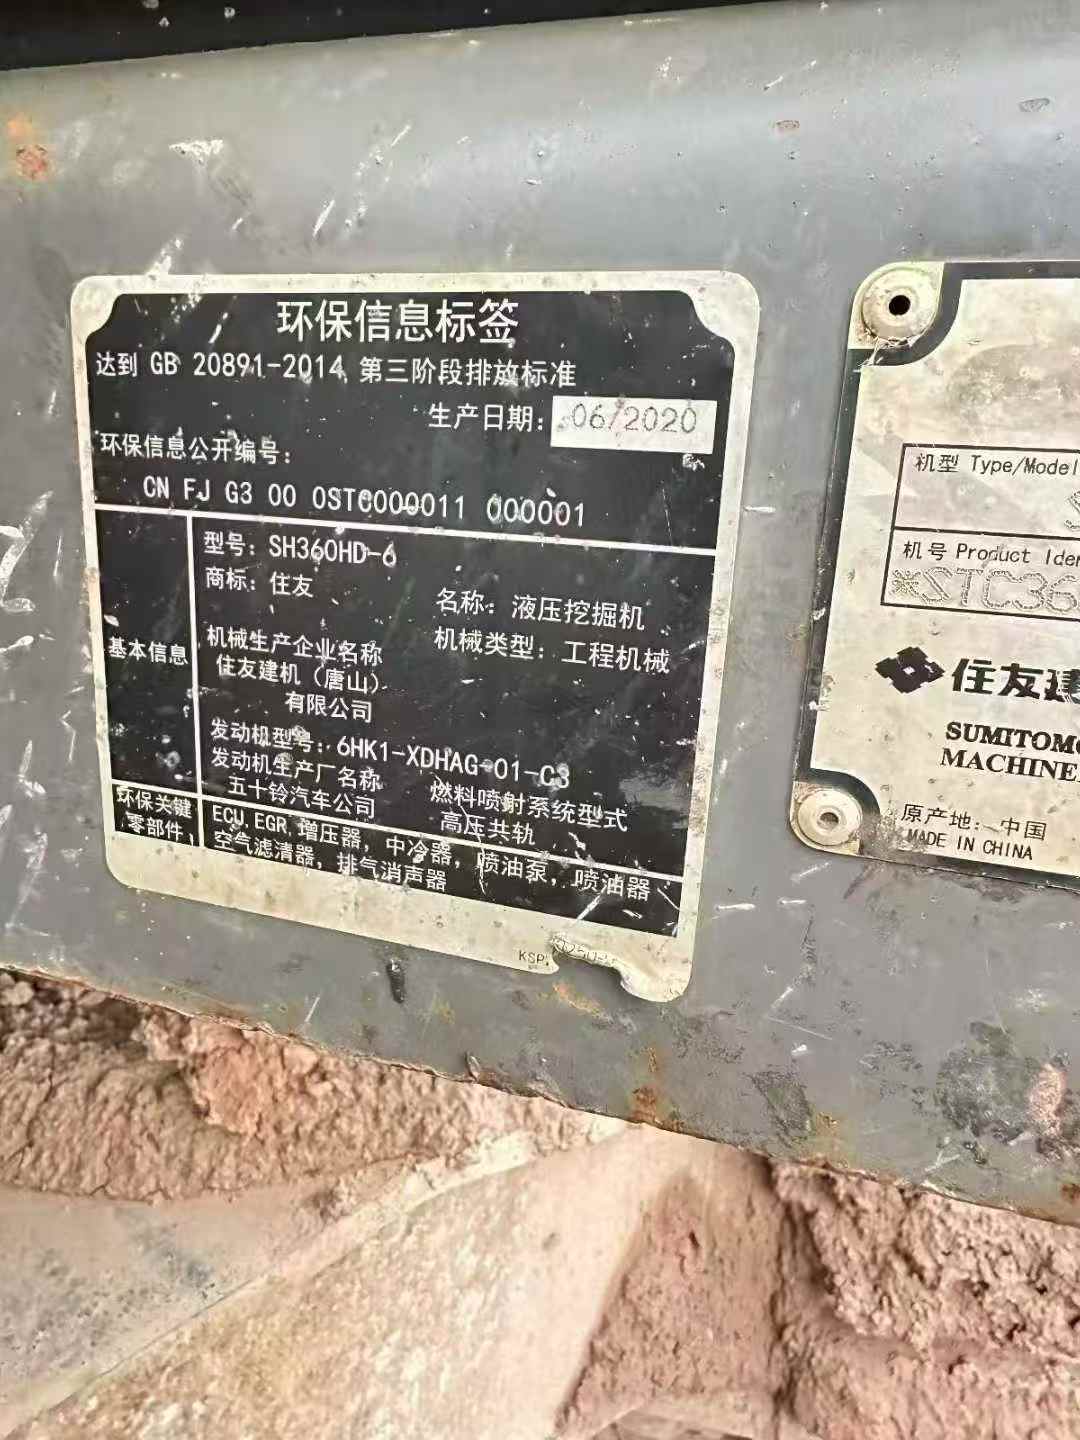 环保信息标签
达到 GB 20891-2014 第三阶段排放标准
生产日期: 06/2020
环保信息公开编号:
CN FJ G3 00 0STC000011 000001
基本信息
型号: SH360HD-6
商标: 住友
名称: 液压挖掘机
机械类型: 工程机械
机械生产企业名称
住友建机（唐山）
有限公司
发动机型号: 6HK1-XDHAG-01-C3
发动机生产厂名称
五十铃汽车公司
燃料喷射系统型式
高压共轨
环保关键
零部件
ECU,EGR,增压器, 中冷器, 喷油泵, 喷油器
空气滤清器, 排气消声器
机型 Type/Model
机号 Product
*STC36
住友建
SUMITOMO
MACHINE
原产地: 中国
MADE IN CHINA